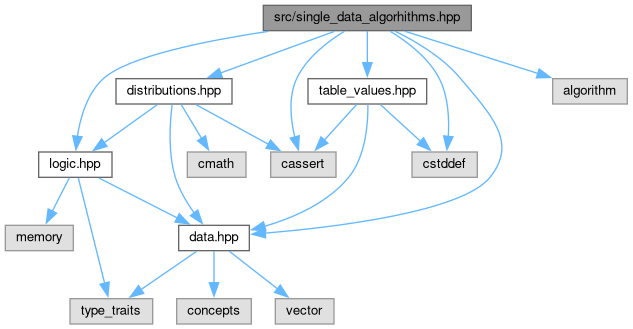 src/single_data_algorhithms.hpp
distributions.hpp
table_values.hpp
algorithm
logic.hpp
cmath
cassert
cstddef
memory
data.hpp
type_traits
concepts
vector